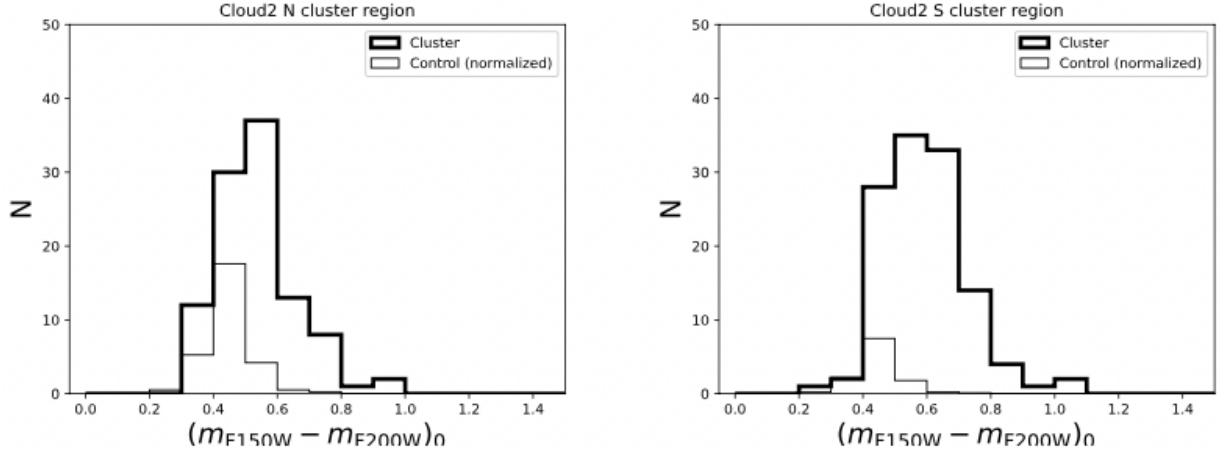 Cloud2 N cluster region
50
40
30
20
10
0
N
Cluster
Control (normalized)
0.0 0.2 0.4 0.6 0.8 1.0 1.2 1.4
(mF150W − mF200W)0
Cloud2 S cluster region
50
40
30
20
10
0
N
Cluster
Control (normalized)
0.0 0.2 0.4 0.6 0.8 1.0 1.2 1.4
(mF150W − mF200W)0